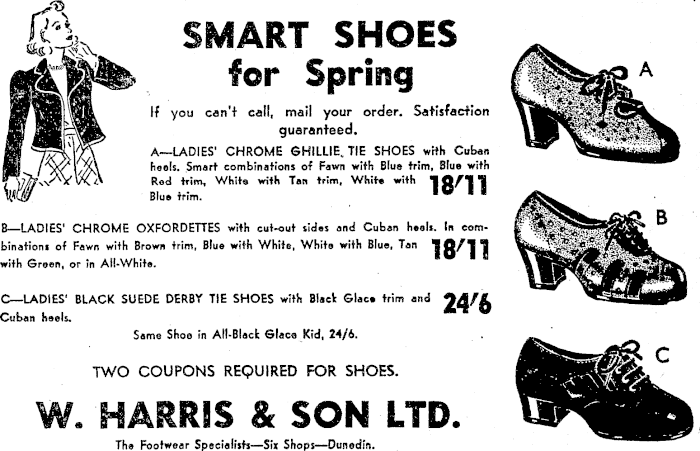 SMART SHOES
for Spring
If you can't call, mail your order. Satisfaction
guaranteed.
A—LADIES' CHROME GHILLIE TIE SHOES with Cuban
heels. Smart combinations of Fawn with Blue trim, Blue with
Red trim, White with Tan trim, White with 18/11
Blue trim.
B—LADIES' CHROME OXFORDETTES with cut-out sides and Cuban heels. In com-
binations of Fawn with Brown trim, Blue with White, White with Blue, Tan 18/11
with Green, or in All-White.
C—LADIES' BLACK SUEDE DERBY TIE SHOES with Black Glace trim and 24/6
Cuban heels.
Same Shoe in All-Black Glace Kid, 24/6.
TWO COUPONS REQUIRED FOR SHOES.
W. HARRIS & SON LTD.
The Footwear Specialists—Six Shops—Dunedin.
A
B
C